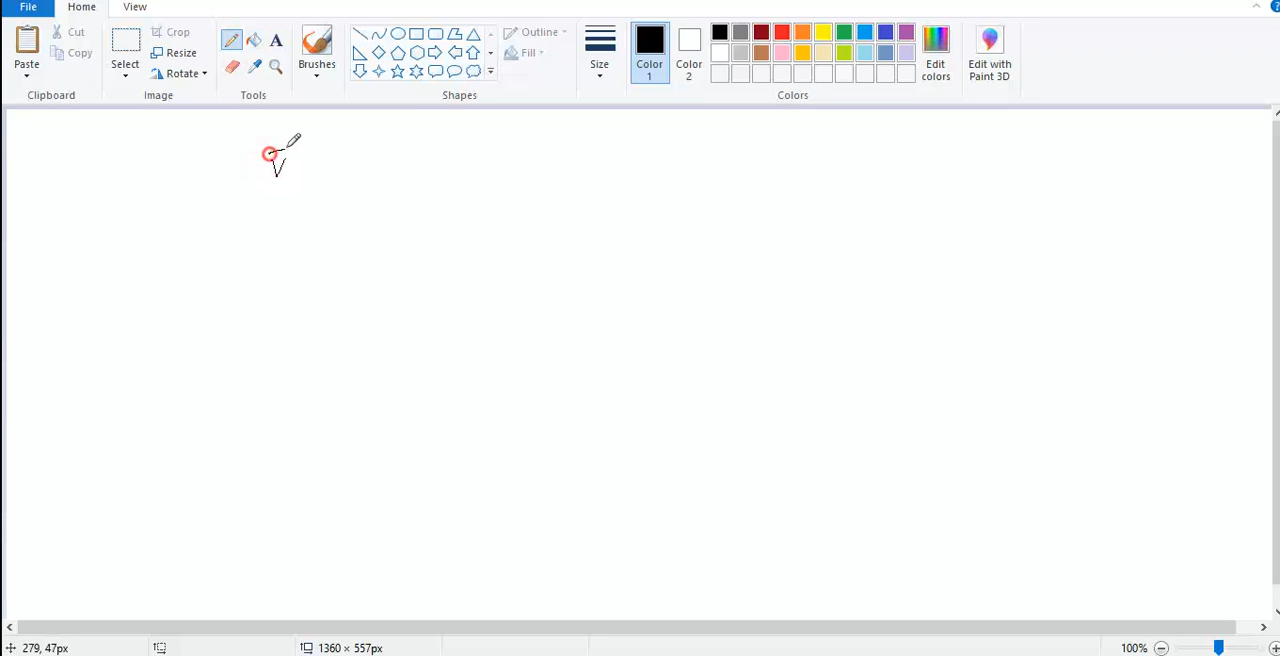 File Home View
Paste Cut Copy Clipboard
Select Crop Resize Rotate Image
A Tools
Brushes
Outline Fill Shapes
Size
Color 1 Color 2 Edit colors Colors
Edit with Paint 3D
V
279, 47px 1360 × 557px 100%